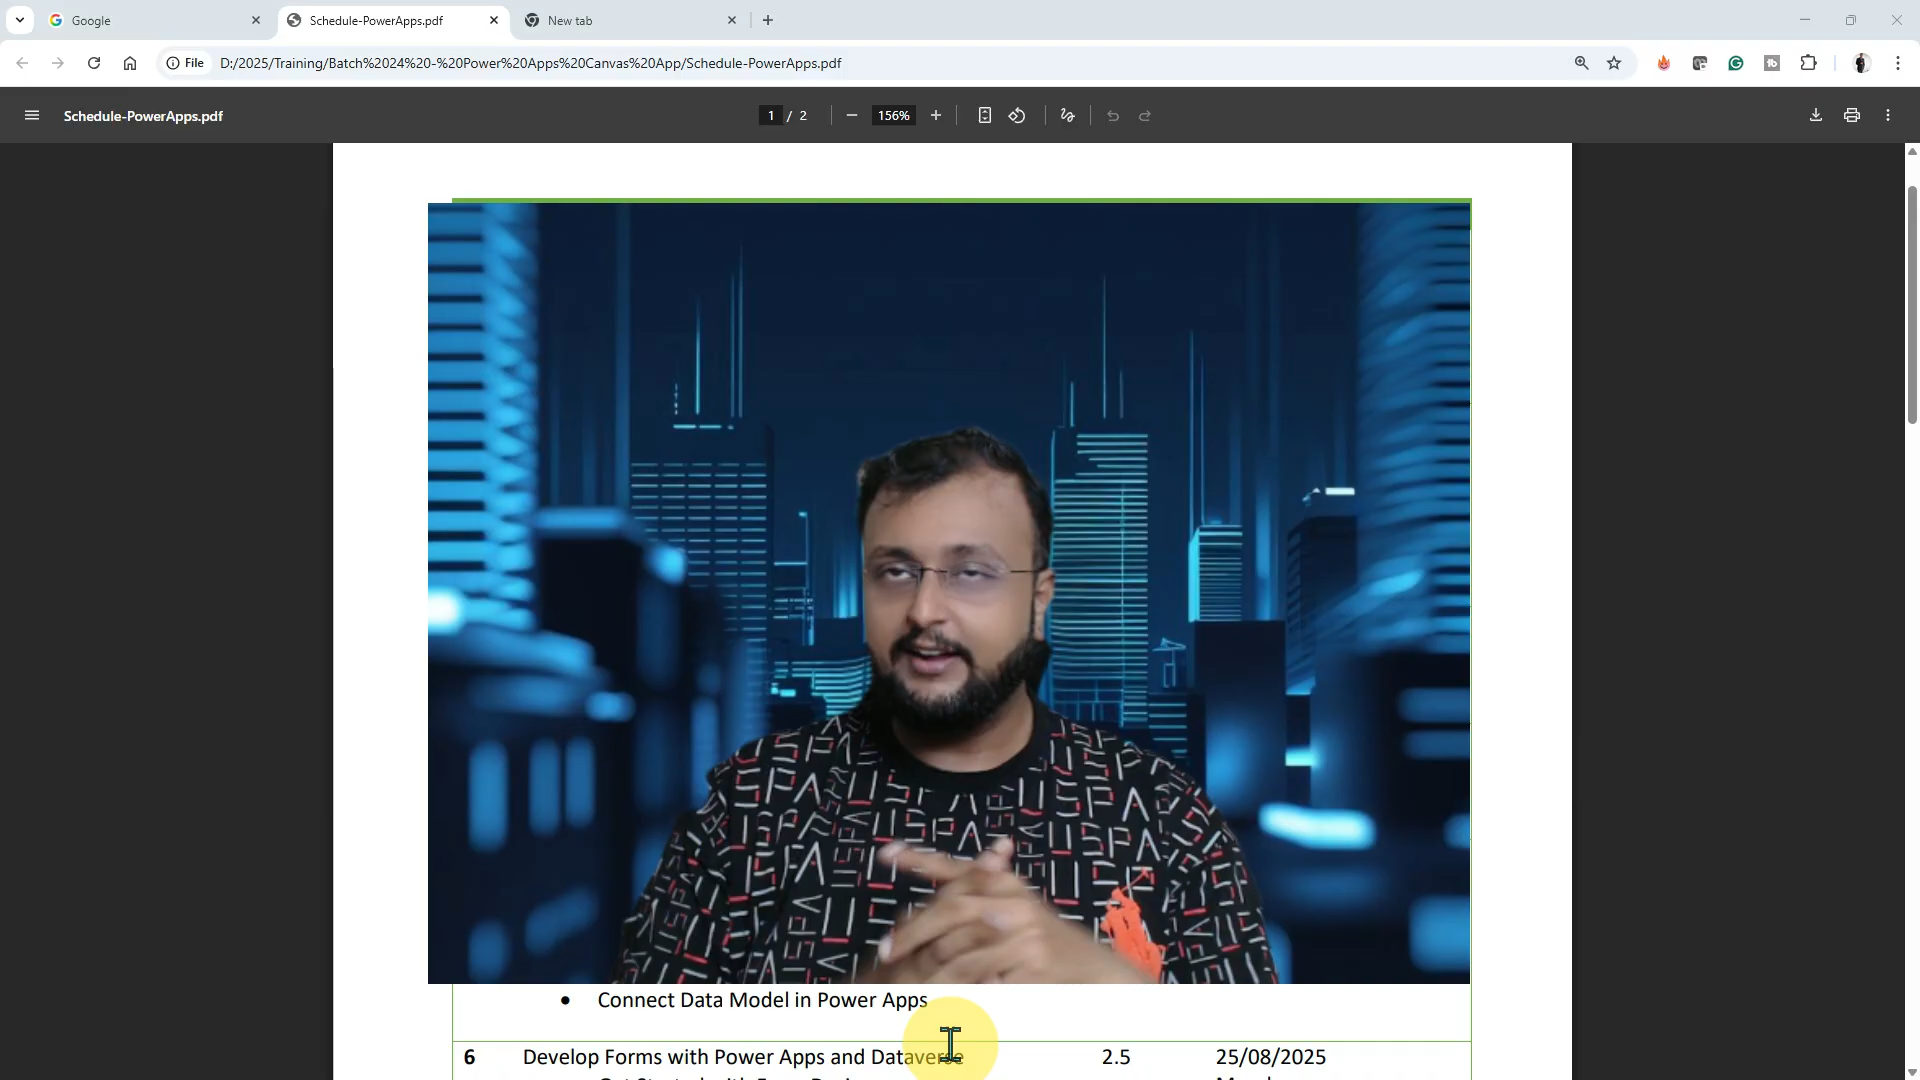 Google
Schedule-PowerApps.pdf
New tab
File
D:/2025/Training/Batch%2024%20-%20Power%20Apps%20Canvas%20App/Schedule-PowerApps.pdf
Schedule-PowerApps.pdf
1 / 2
156%
• Connect Data Model in Power Apps
6 Develop Forms with Power Apps and Dataverse 2.5 25/08/2025